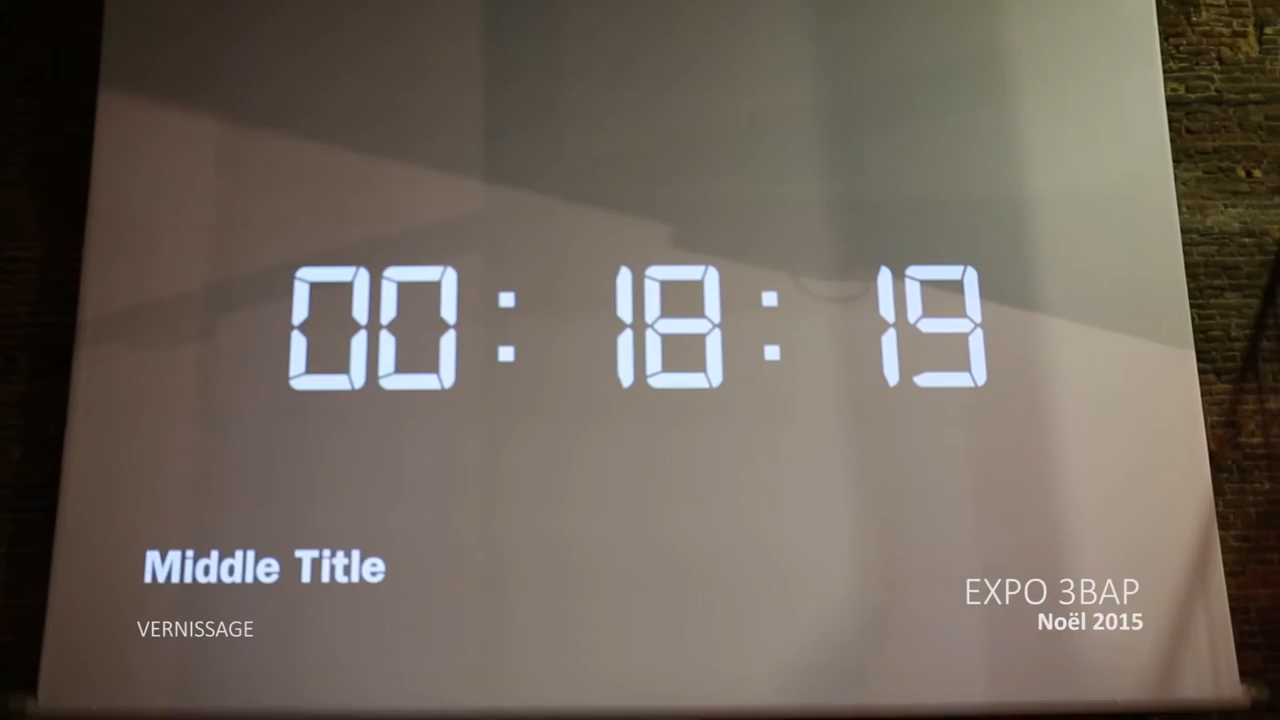 00 : 18 : 19
Middle Title
EXPO 3BAP
Noël 2015
VERNISSAGE